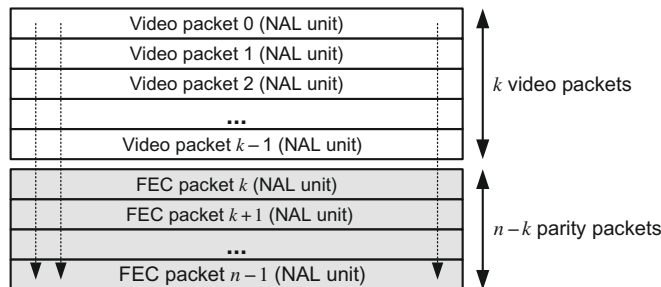 Video packet 0 (NAL unit)
Video packet 1 (NAL unit)
Video packet 2 (NAL unit)
...
Video packet k – 1 (NAL unit)
k video packets
FEC packet k (NAL unit)
FEC packet k + 1 (NAL unit)
...
FEC packet n – 1 (NAL unit)
n – k parity packets